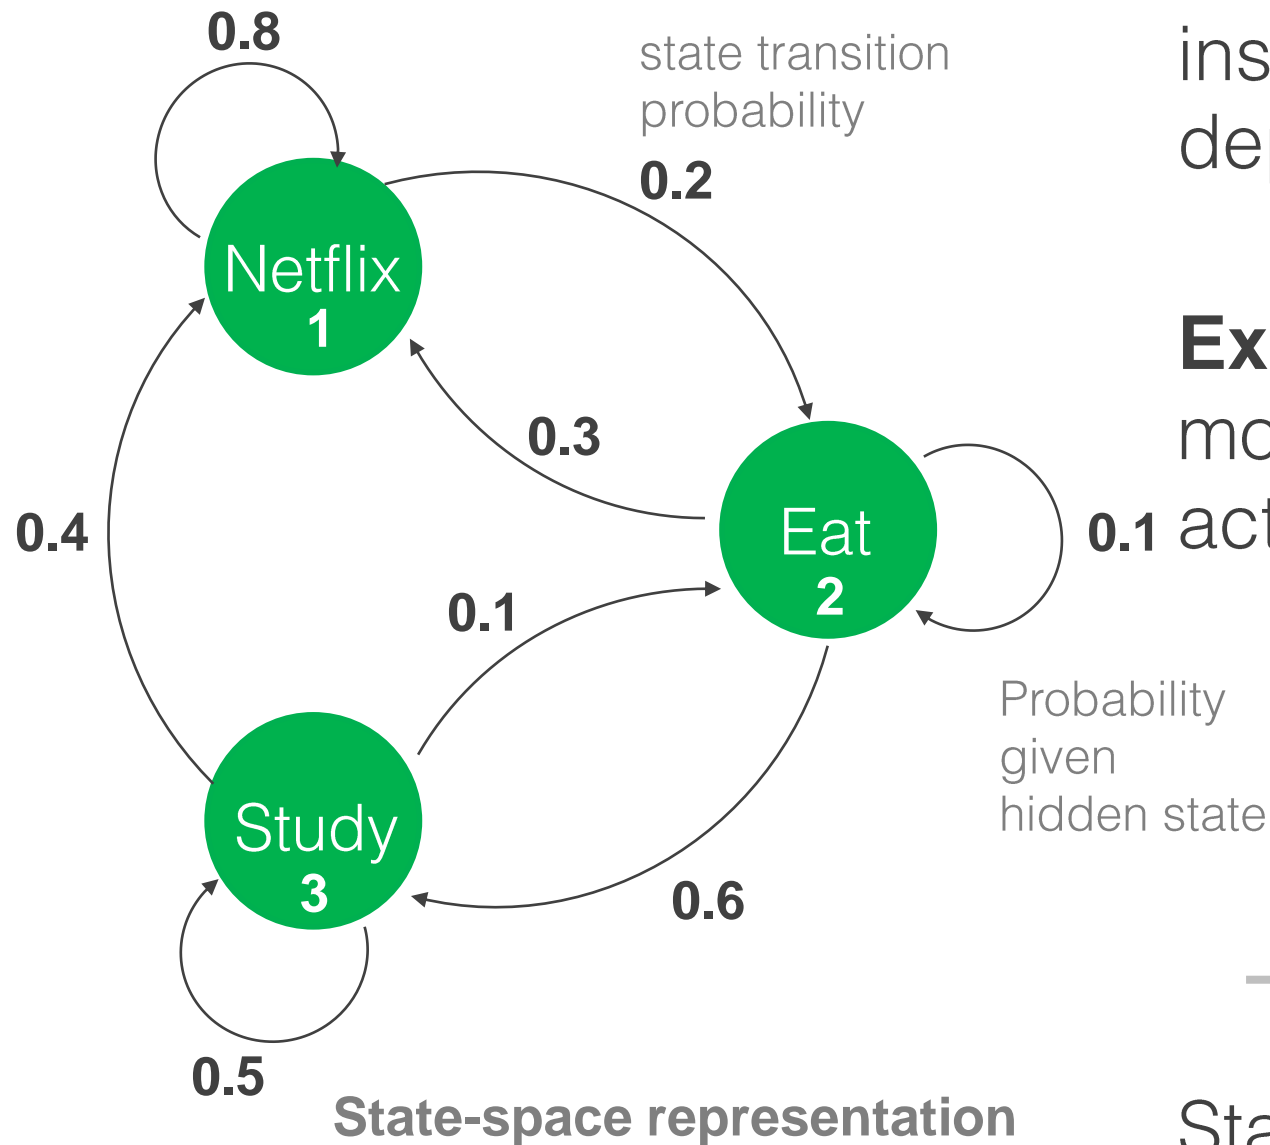 0.8
state transition
probability
0.2
Netflix
1
0.3
0.4
Eat
2
0.1
0.1
Probability
given
hidden state
Study
3
0.6
0.5
State-space representation